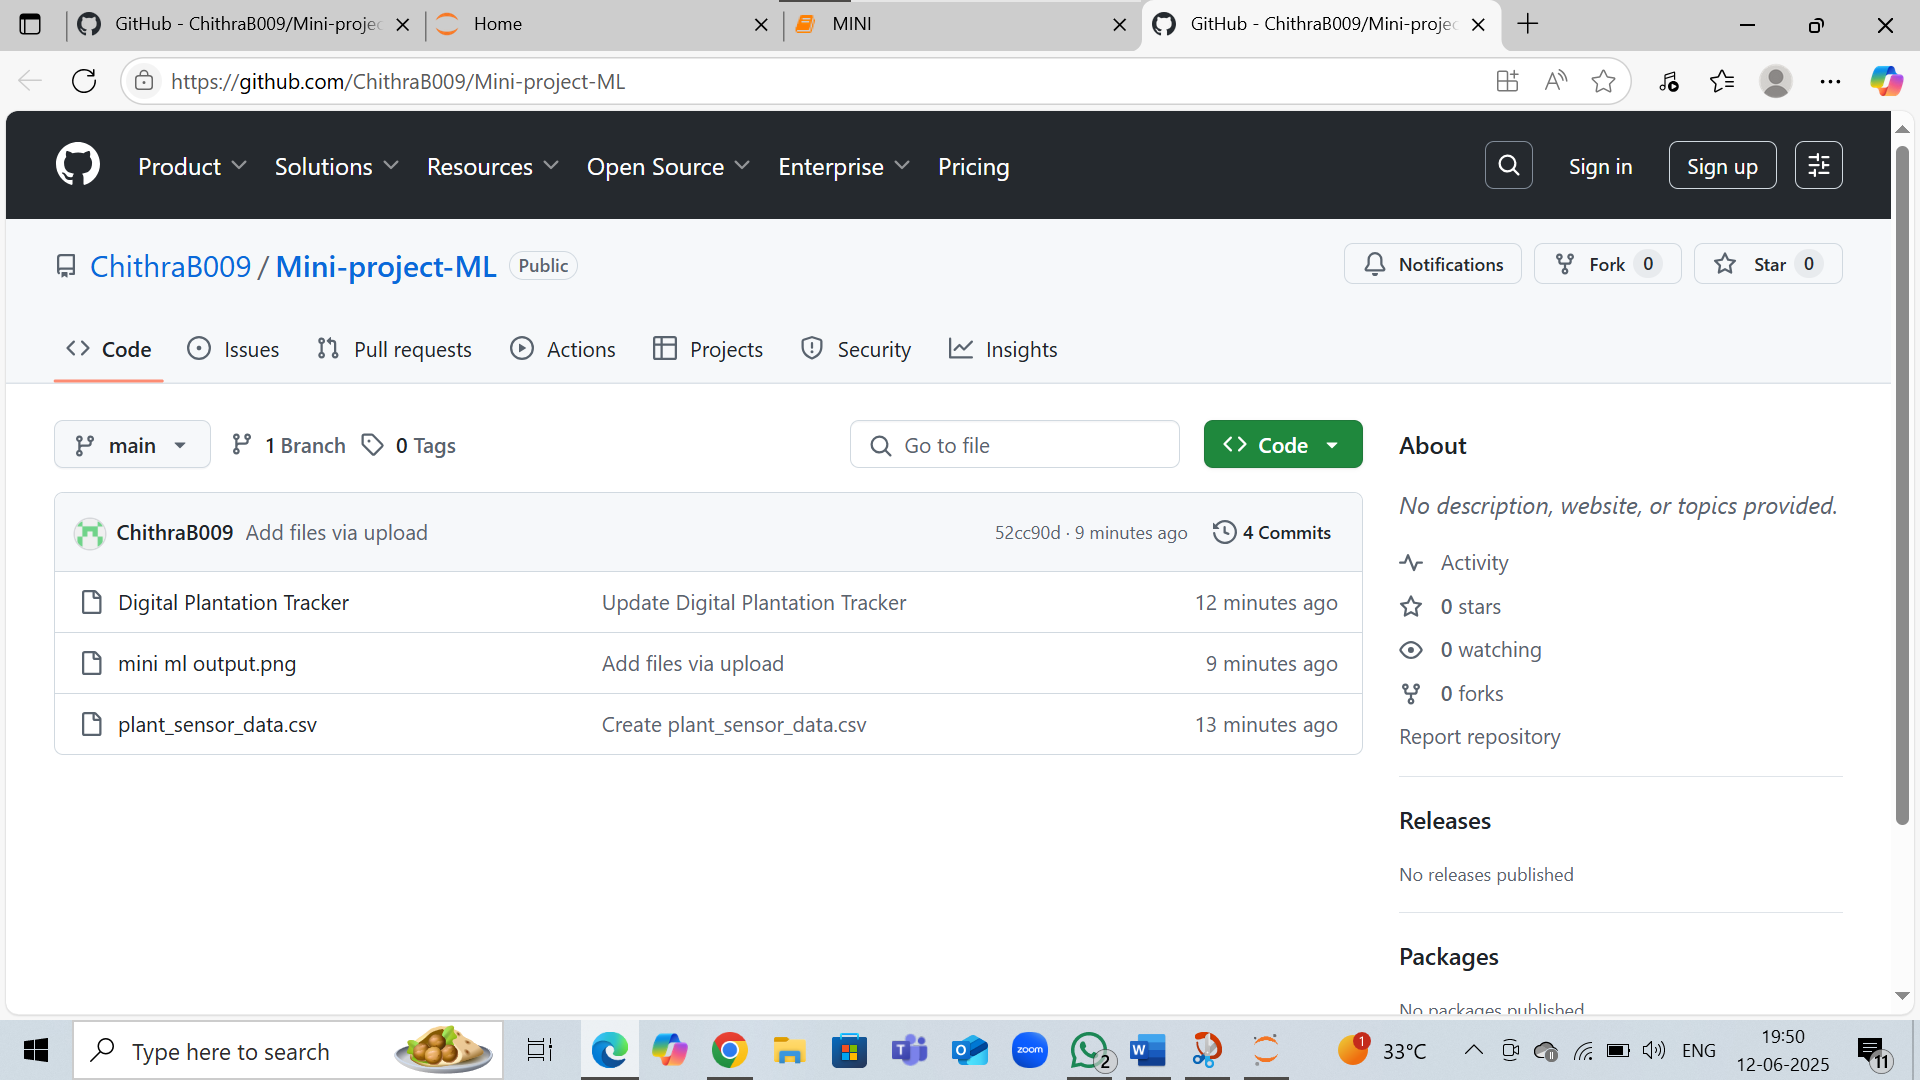 GitHub - ChithraB009/Mini-projec
Home
MINI
GitHub - ChithraB009/Mini-projec
https://github.com/ChithraB009/Mini-project-ML
Product
Solutions
Resources
Open Source
Enterprise
Pricing
Sign in
Sign up
ChithraB009 / Mini-project-ML Public
Notifications
Fork 0
Star 0
Code
Issues
Pull requests
Actions
Projects
Security
Insights
main
1 Branch
0 Tags
Go to file
Code
ChithraB009 Add files via upload 52cc90d · 9 minutes ago 4 Commits
Digital Plantation Tracker Update Digital Plantation Tracker 12 minutes ago
mini ml output.png Add files via upload 9 minutes ago
plant_sensor_data.csv Create plant_sensor_data.csv 13 minutes ago
About
No description, website, or topics provided.
Activity
0 stars
0 watching
0 forks
Report repository
Releases
No releases published
Packages
No packages published
Type here to search
zoom
2
1
33°C
ENG
19:50
12-06-2025
11